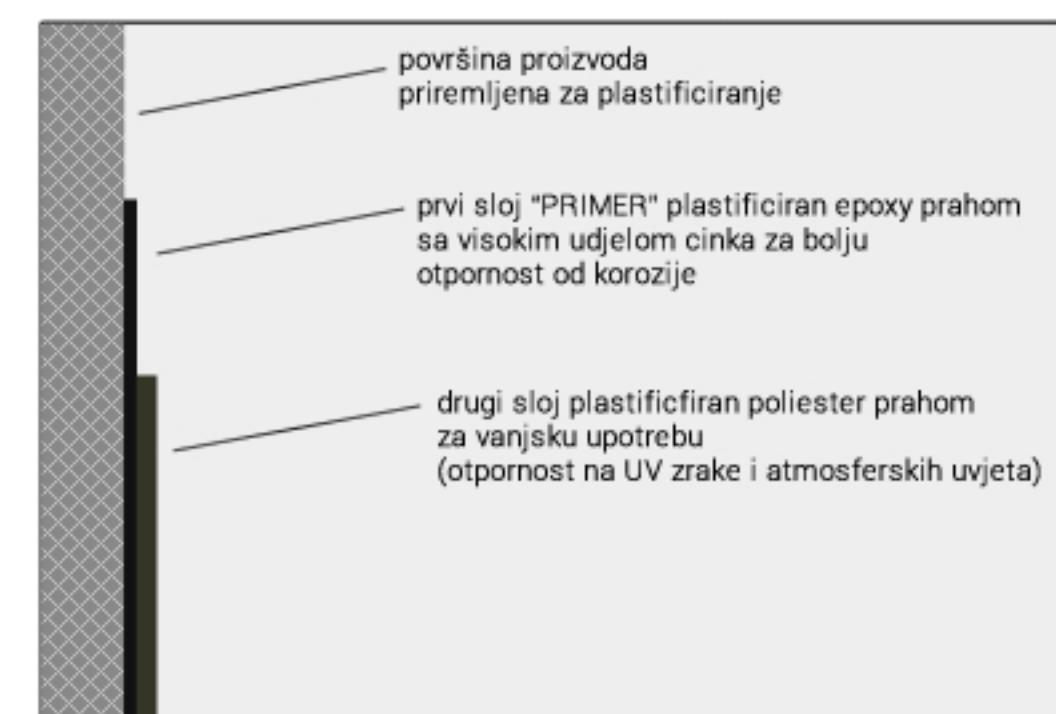 površina proizvoda
priremljena za plastificiranje
prvi sloj "PRIMER" plastificiran epoxy prahom
sa visokim udjelom cinka za bolju
otpornost od korozije
drugi sloj plastificfiran poliester prahom
za vanjsku upotrebu
(otpornost na UV zrake i atmosferskih uvjeta)